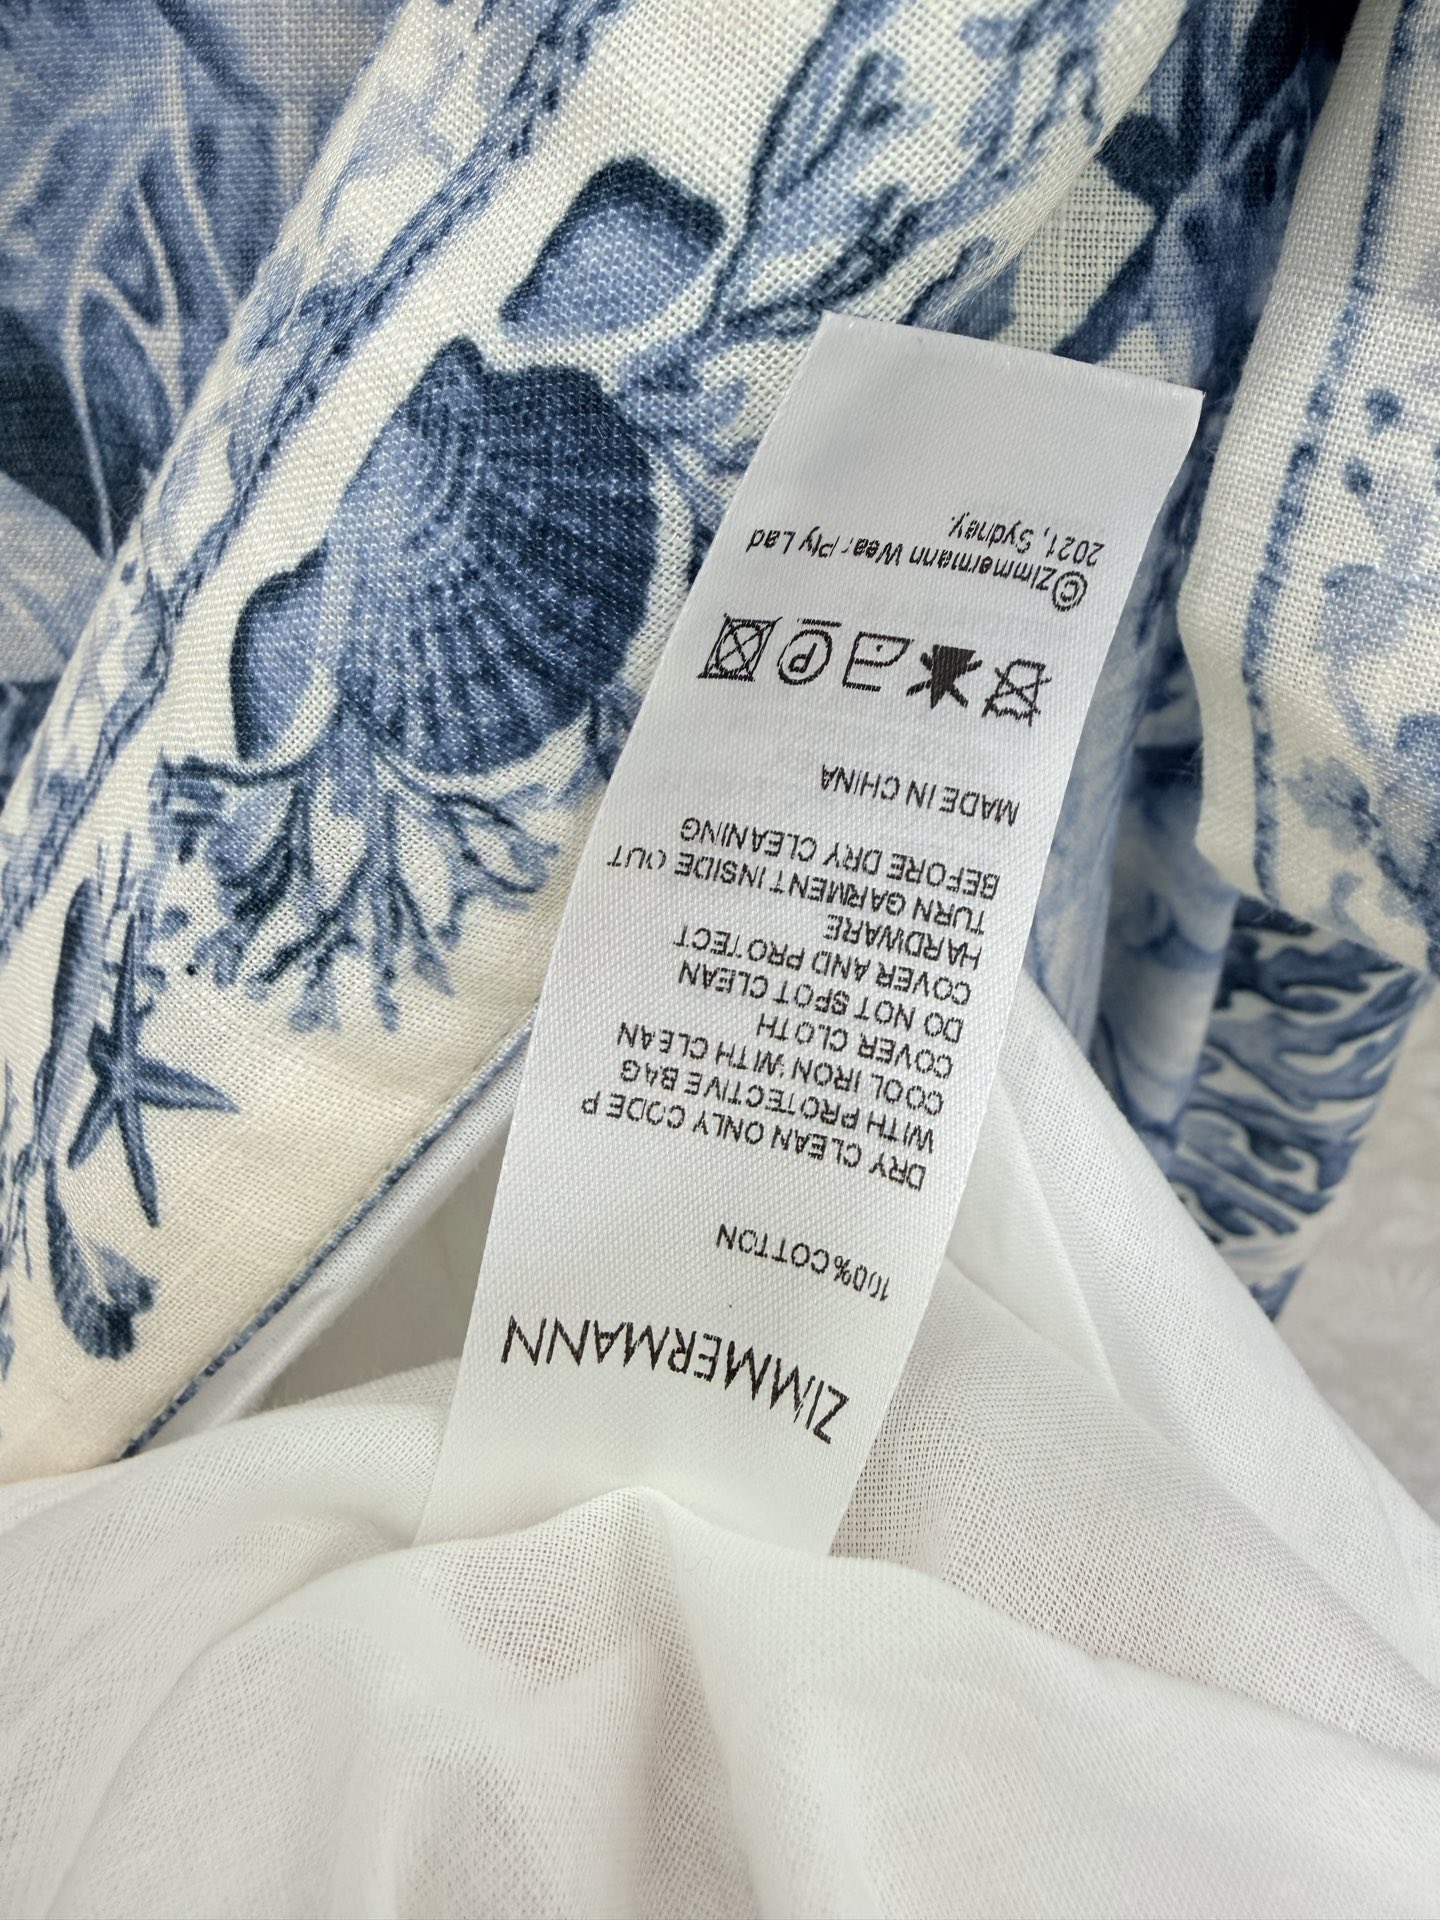 ZIMMERMANN
100%COTTON
DRY CLEAN ONLY CODE P
WITH PROTECTIVE BAG
COOL IRON WITH CLEAN
COVER CLOTH
DO NOT SPOT CLEAN
COVER AND PROTECT
HARDWARE
TURN GARMENT INSIDE OUT
BEFORE DRY CLEANING
MADE IN CHINA
P
©Zimmermann Wear Pty Lad
2021, Sydney.